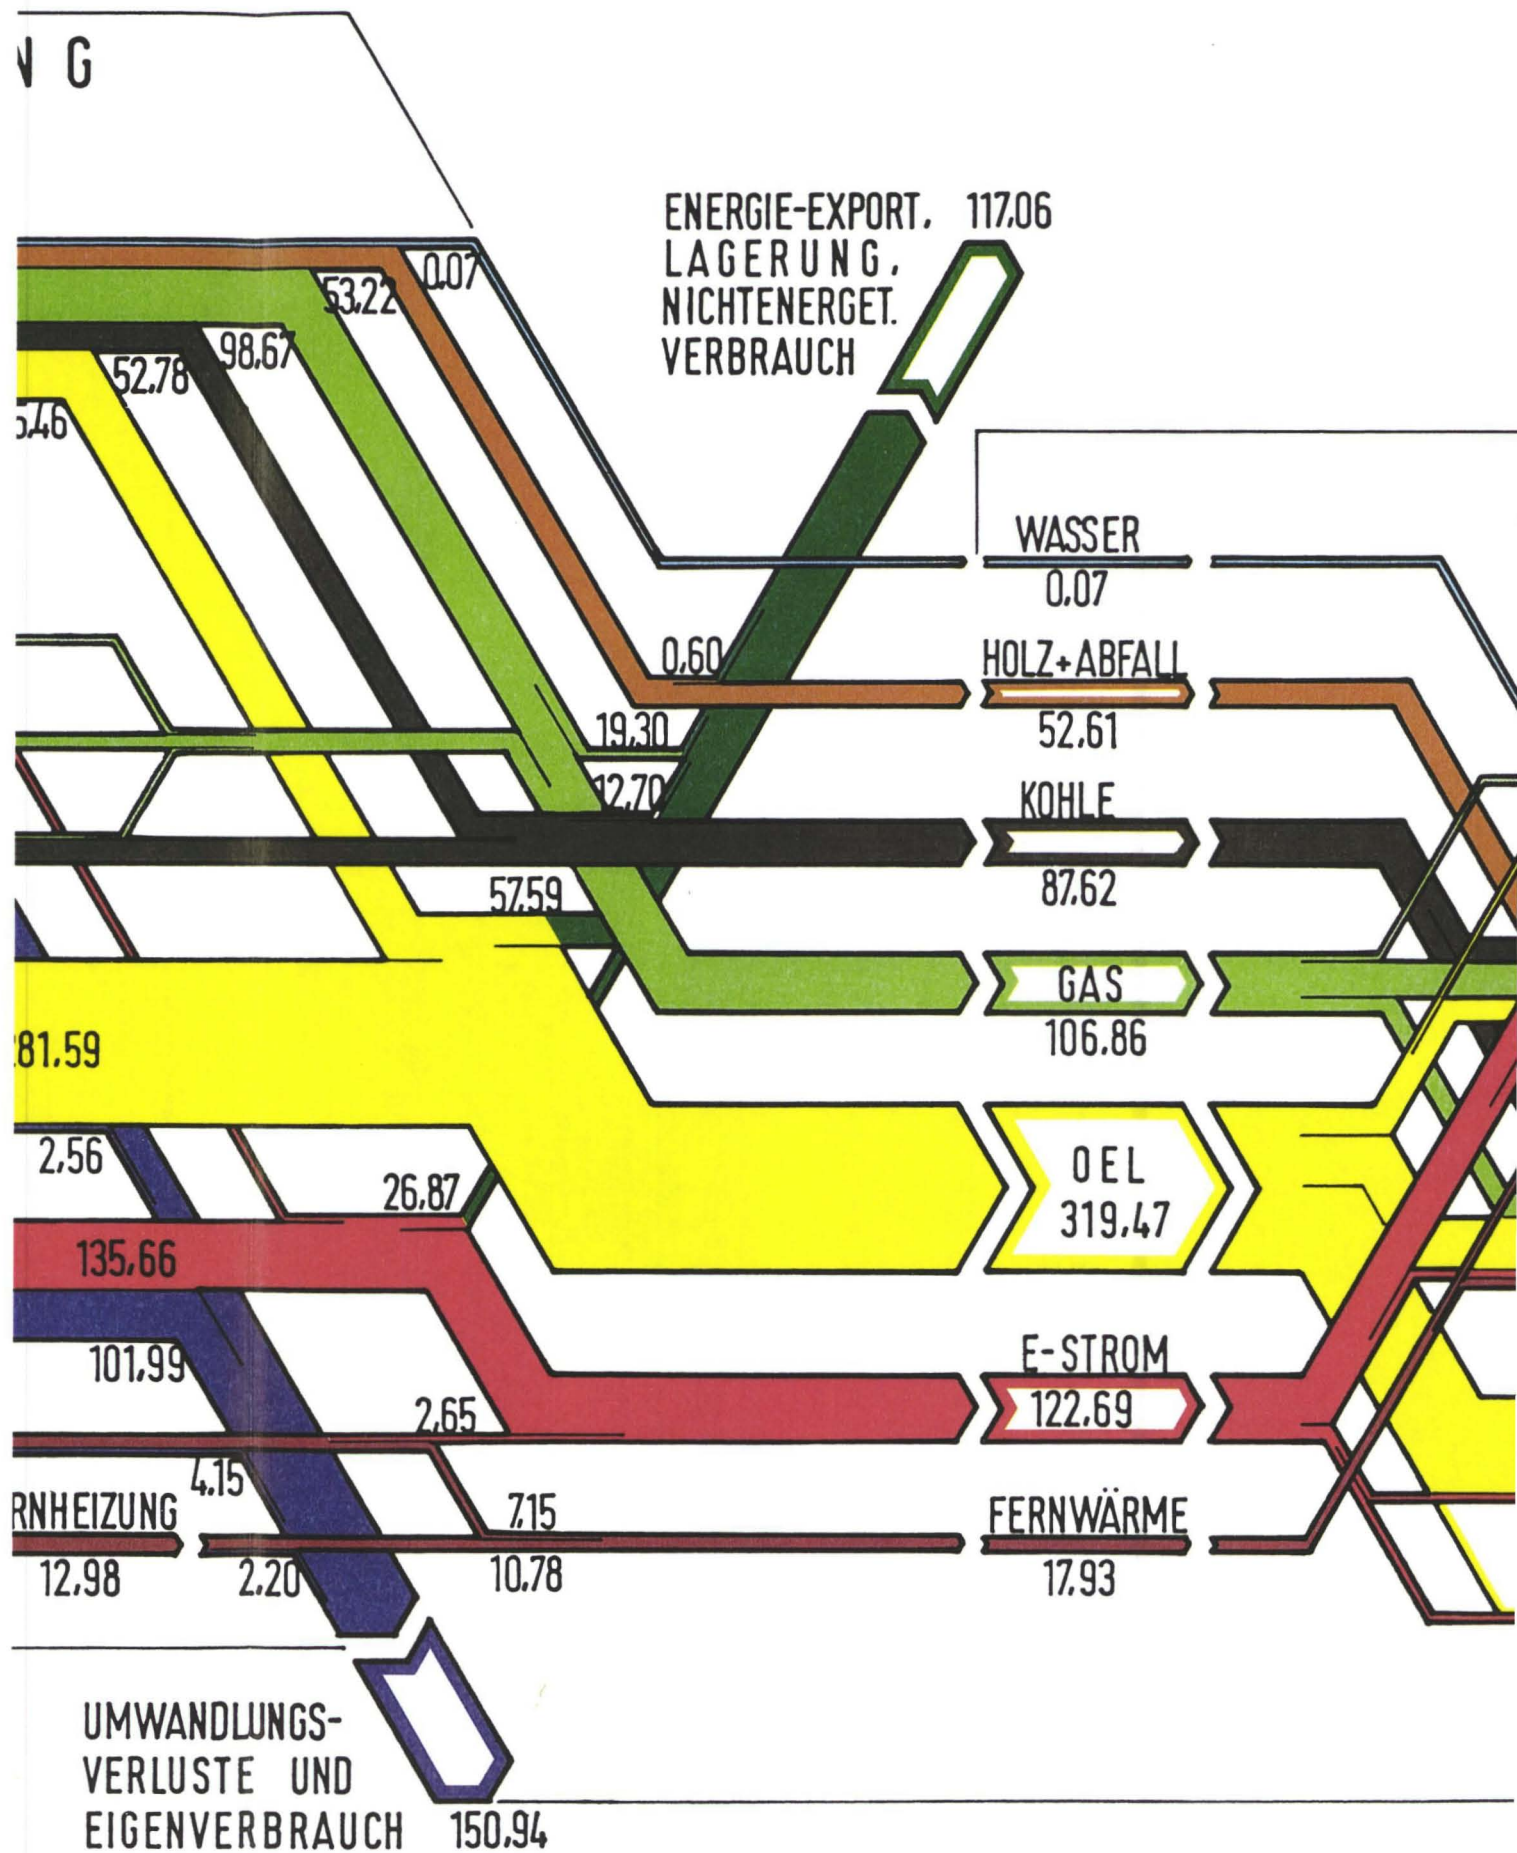 NG
ENERGIE-EXPORT, 117,06
LAGERUNG,
NICHTENERGET.
VERBRAUCH
0,07
53,22
98,67
52,78
5,46
WASSER
0,07
0,60
HOLZ+ABFALL
52,61
19,30
12,70
KOHLE
87,62
57,59
GAS
106,86
281,59
2,56
26,87
OEL
319,47
135,66
101,99
E-STROM
122,69
2,65
4,15
RNHEIZUNG
12,98
2,20
7,15
10,78
FERNWÄRME
17,93
UMWANDLUNGS-
VERLUSTE UND
EIGENVERBRAUCH 150,94